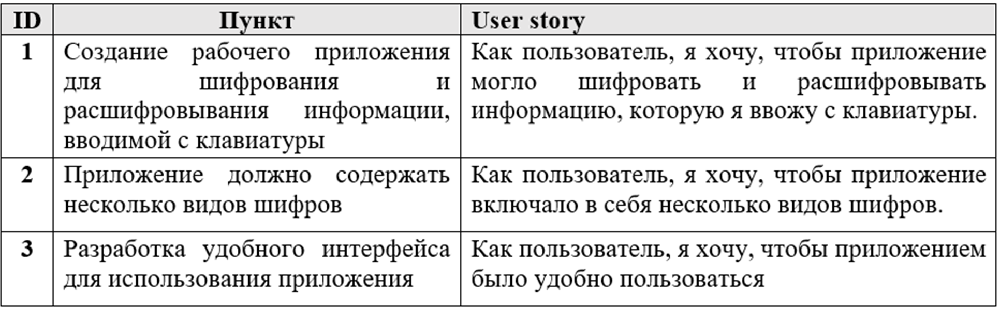 ID Пункт User story
1 Создание рабочего приложения
для шифрования и
расшифровывания информации,
вводимой с клавиатуры
Как пользователь, я хочу, чтобы приложение
могло шифровать и расшифровывать
информацию, которую я ввожу с клавиатуры.
2 Приложение должно содержать
несколько видов шифров
Как пользователь, я хочу, чтобы приложение
включало в себя несколько видов шифров.
3 Разработка удобного интерфейса
для использования приложения
Как пользователь, я хочу, чтобы приложением
было удобно пользоваться